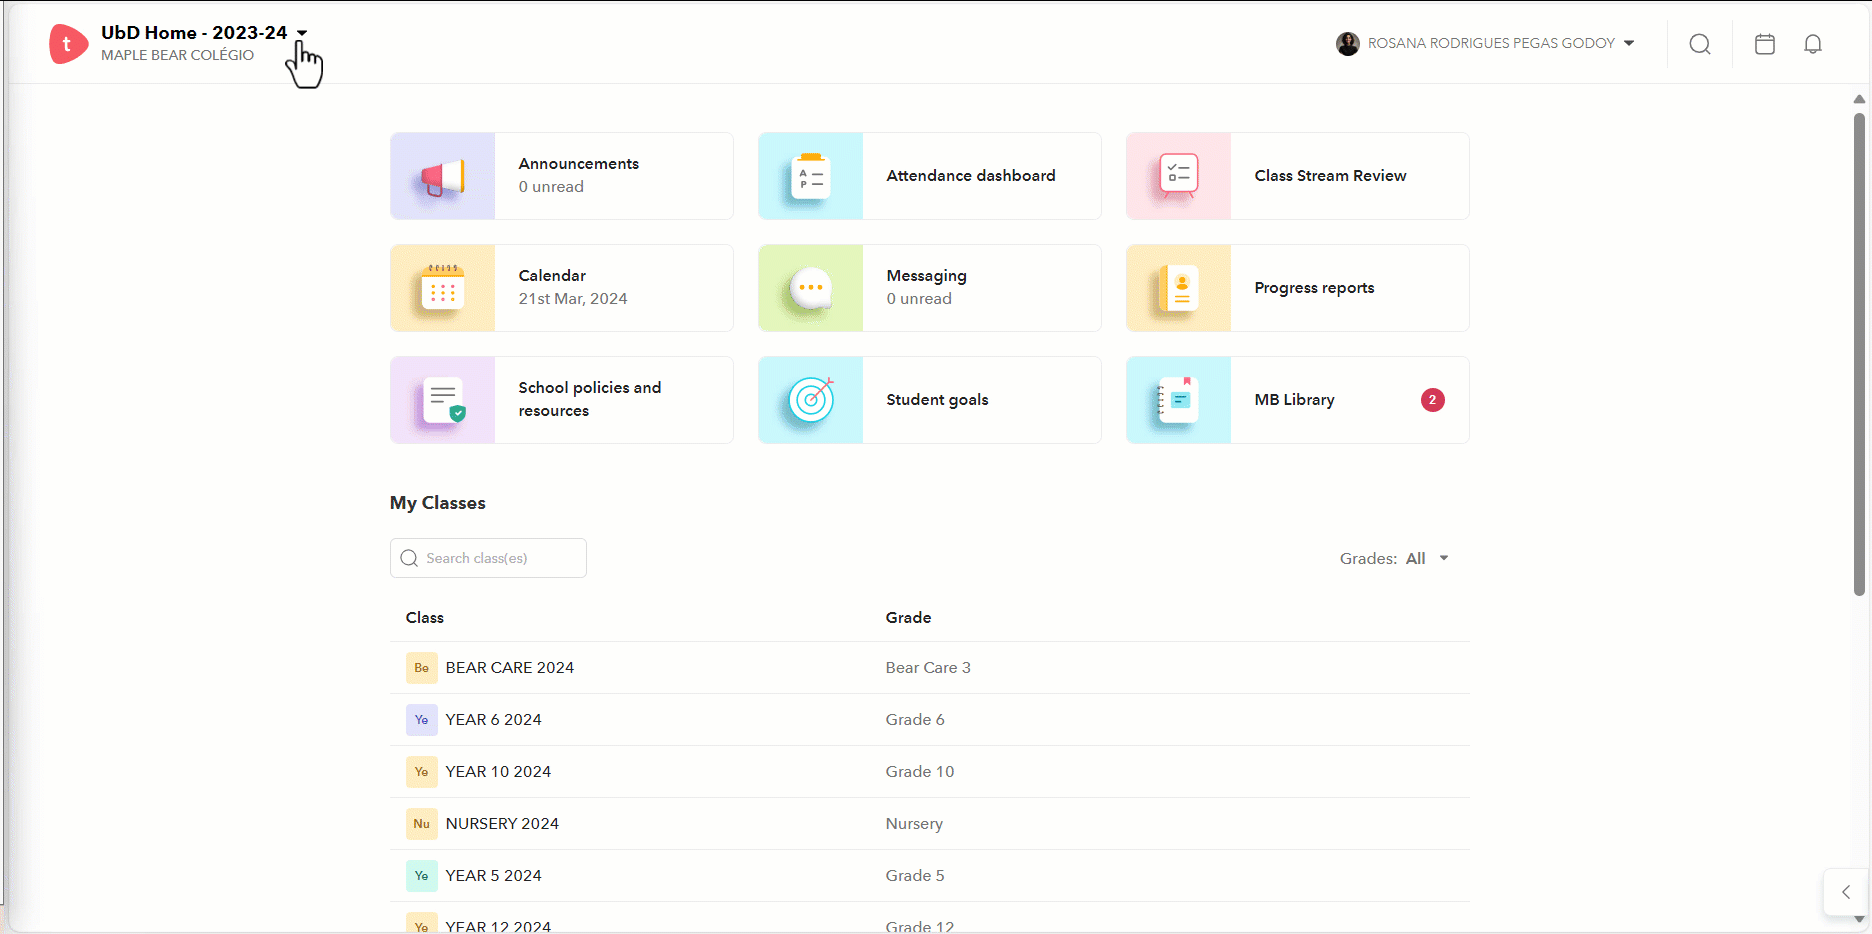 t
UbD Home - 2023-24
MAPLE BEAR COLÉGIO
ROSANA RODRIGUES PEGAS GODOY
Announcements
0 unread
A
P
Attendance dashboard
Class Stream Review
Calendar
21st Mar, 2024
Messaging
0 unread
Progress reports
School policies and
resources
Student goals
MB Library
2
My Classes
Search class(es)
Grades: All
Class Grade
Be BEAR CARE 2024 Bear Care 3
Ye YEAR 6 2024 Grade 6
Ye YEAR 10 2024 Grade 10
Nu NURSERY 2024 Nursery
Ye YEAR 5 2024 Grade 5
Ye YEAR 12 2024 Grade 12